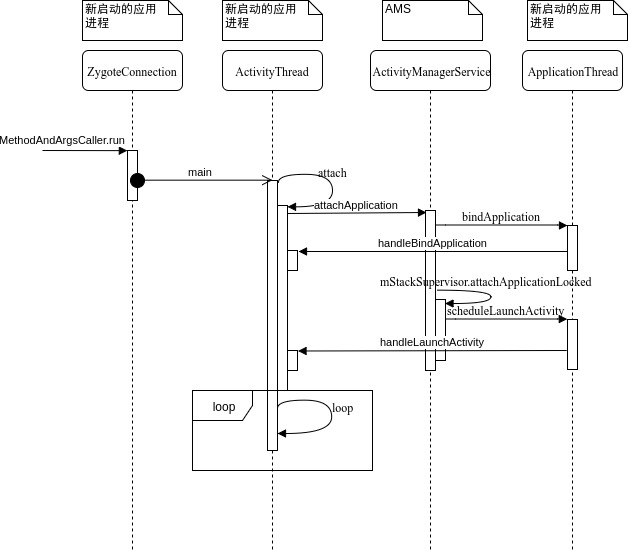 新启动的应用
进程
新启动的应用
进程
AMS
新启动的应用
进程
ZygoteConnection
ActivityThread
ActivityManagerService
ApplicationThread
MethodAndArgsCaller.run
main
attach
attachApplication
bindApplication
handleBindApplication
mStackSupervisor.attachApplicationLocked
scheduleLaunchActivity
handleLaunchActivity
loop
loop